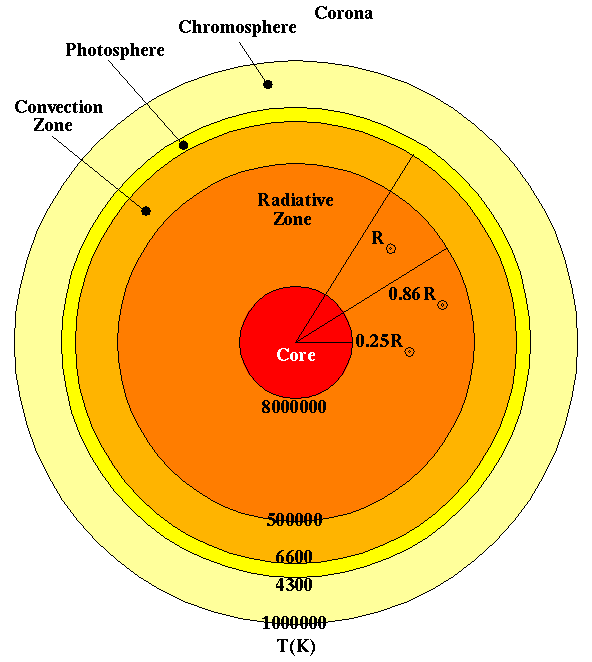 Corona
Chromosphere
Photosphere
Convection
Zone
Radiative
Zone
R☉
0.86 R☉
0.25R☉
Core
8000000
500000
6600
4300
1000000
T(K)